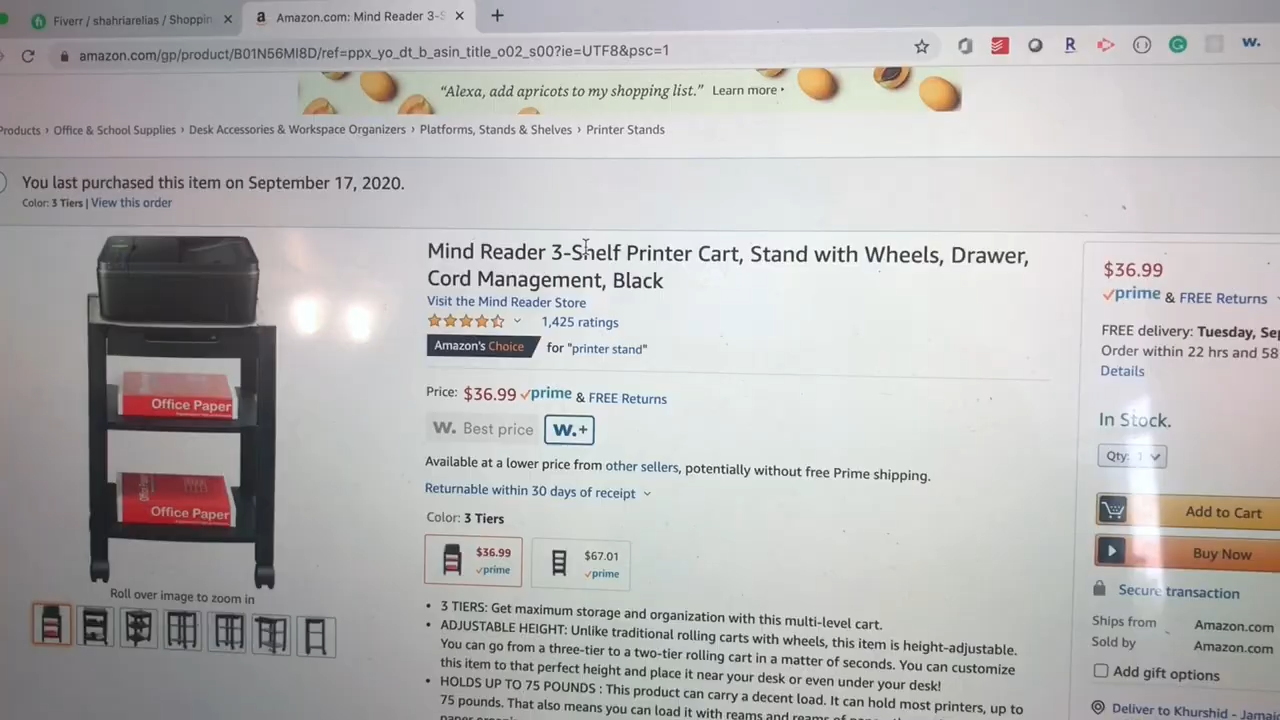 Fiverr / shahriarelias / Shoppin
Amazon.com: Mind Reader 3-S
amazon.com/gp/product/B01N56MI8D/ref=ppx_yo_dt_b_asin_title_o02_s00?ie=UTF8&psc=1
"Alexa, add apricots to my shopping list." Learn more
Products › Office & School Supplies › Desk Accessories & Workspace Organizers › Platforms, Stands & Shelves › Printer Stands
You last purchased this item on September 17, 2020.
Color: 3 Tiers | View this order
Mind Reader 3-Shelf Printer Cart, Stand with Wheels, Drawer,
Cord Management, Black
Visit the Mind Reader Store
1,425 ratings
Amazon's Choice for "printer stand"
Price: $36.99 prime & FREE Returns
W. Best price W.+
Available at a lower price from other sellers, potentially without free Prime shipping.
Returnable within 30 days of receipt
Color: 3 Tiers
$36.99
prime
$67.01
prime
• 3 TIERS: Get maximum storage and organization with this multi-level cart.
• ADJUSTABLE HEIGHT: Unlike traditional rolling carts with wheels, this item is height-adjustable.
You can go from a three-tier to a two-tier rolling cart in a matter of seconds. You can customize
this item to that perfect height and place it near your desk or even under your desk!
• HOLDS UP TO 75 POUNDS : This product can carry a decent load. It can hold most printers, up to
75 pounds. That also means you can load it with reams and reams of
Office Paper
Office Paper
Roll over image to zoom in
$36.99
prime & FREE Returns
FREE delivery: Tuesday, Se
Order within 22 hrs and 58
Details
In Stock.
Qty: 1
Add to Cart
Buy Now
Secure transaction
Ships from Amazon.com
Sold by Amazon.com
Add gift options
Deliver to Khurshid - Jamai
W.
R